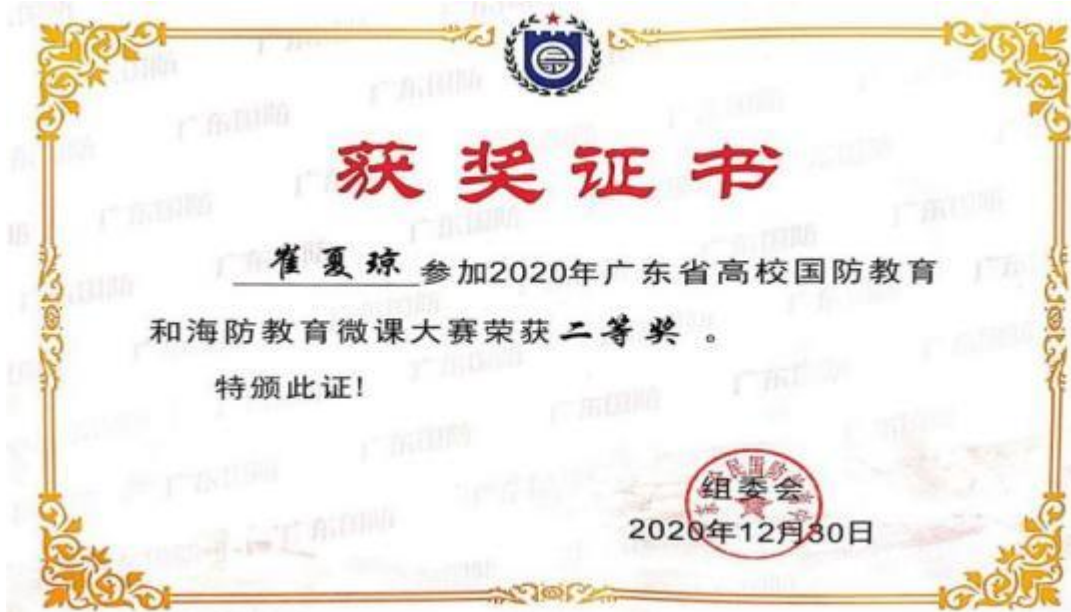 获奖证书
崔夏琼 参加2020年广东省高校国防教育
和海防教育微课大赛荣获二等奖。
特颁此证!
组委会
2020年12月30日